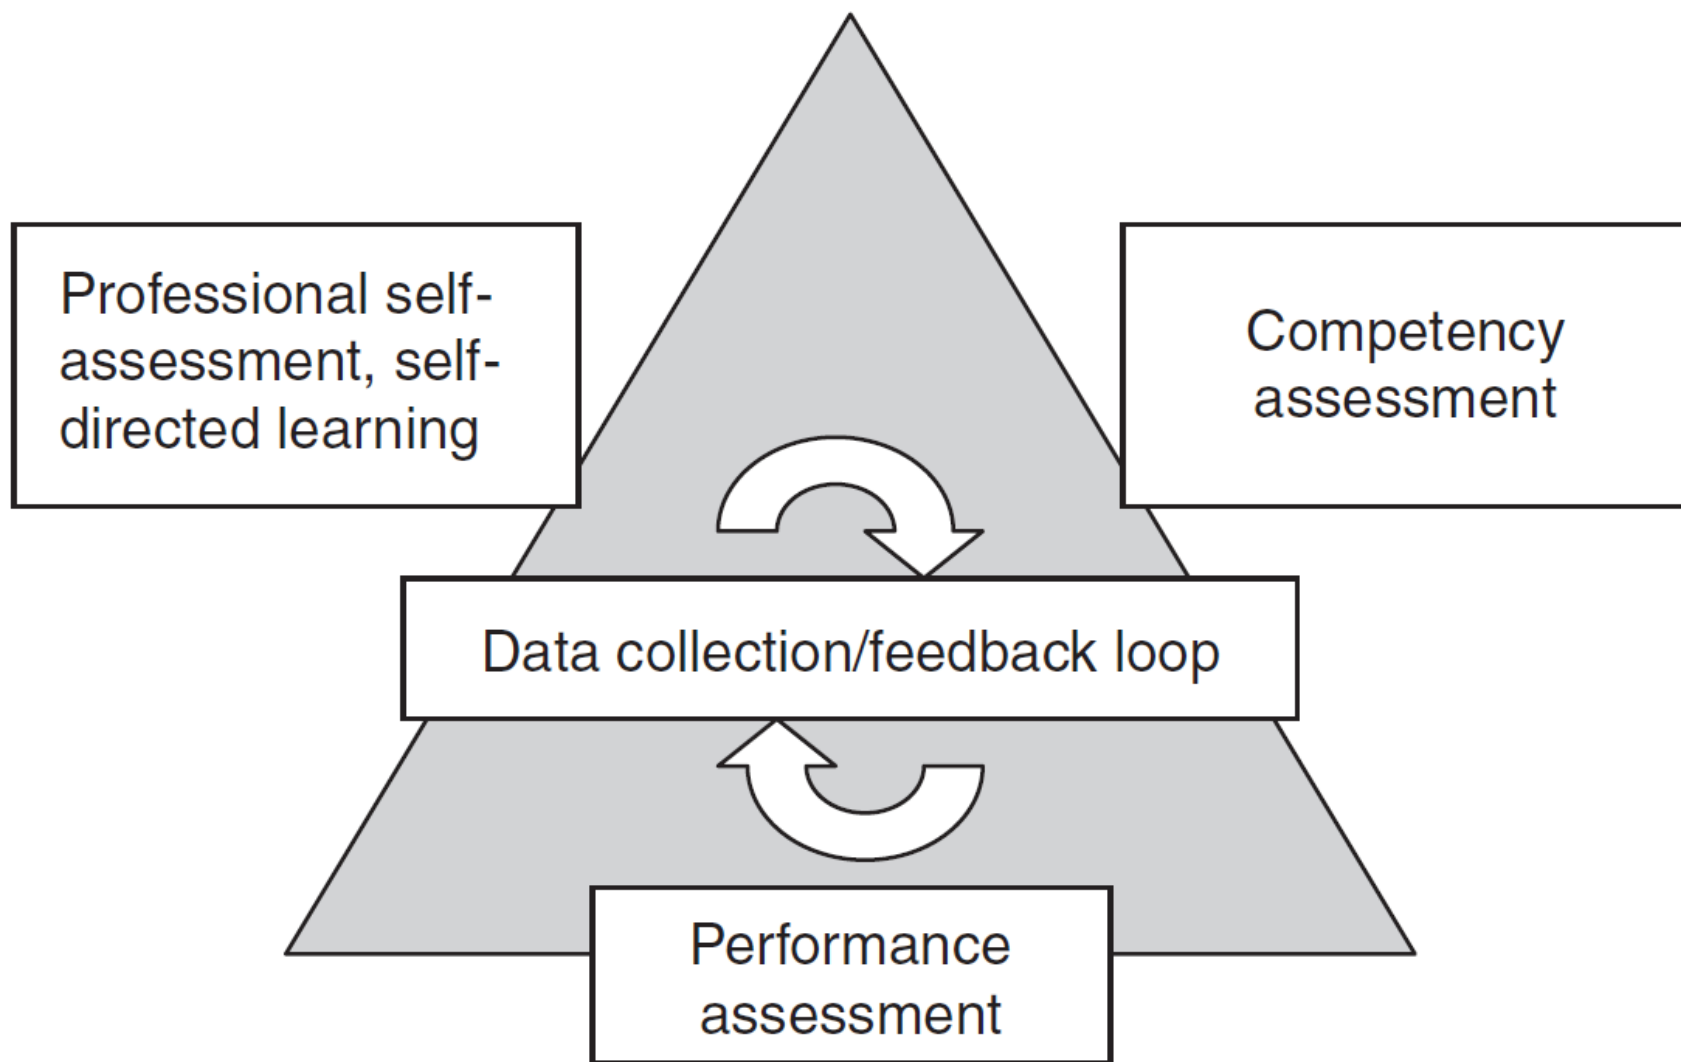 Professional self-
assessment, self-
directed learning
Competency
assessment
Data collection/feedback loop
Performance
assessment